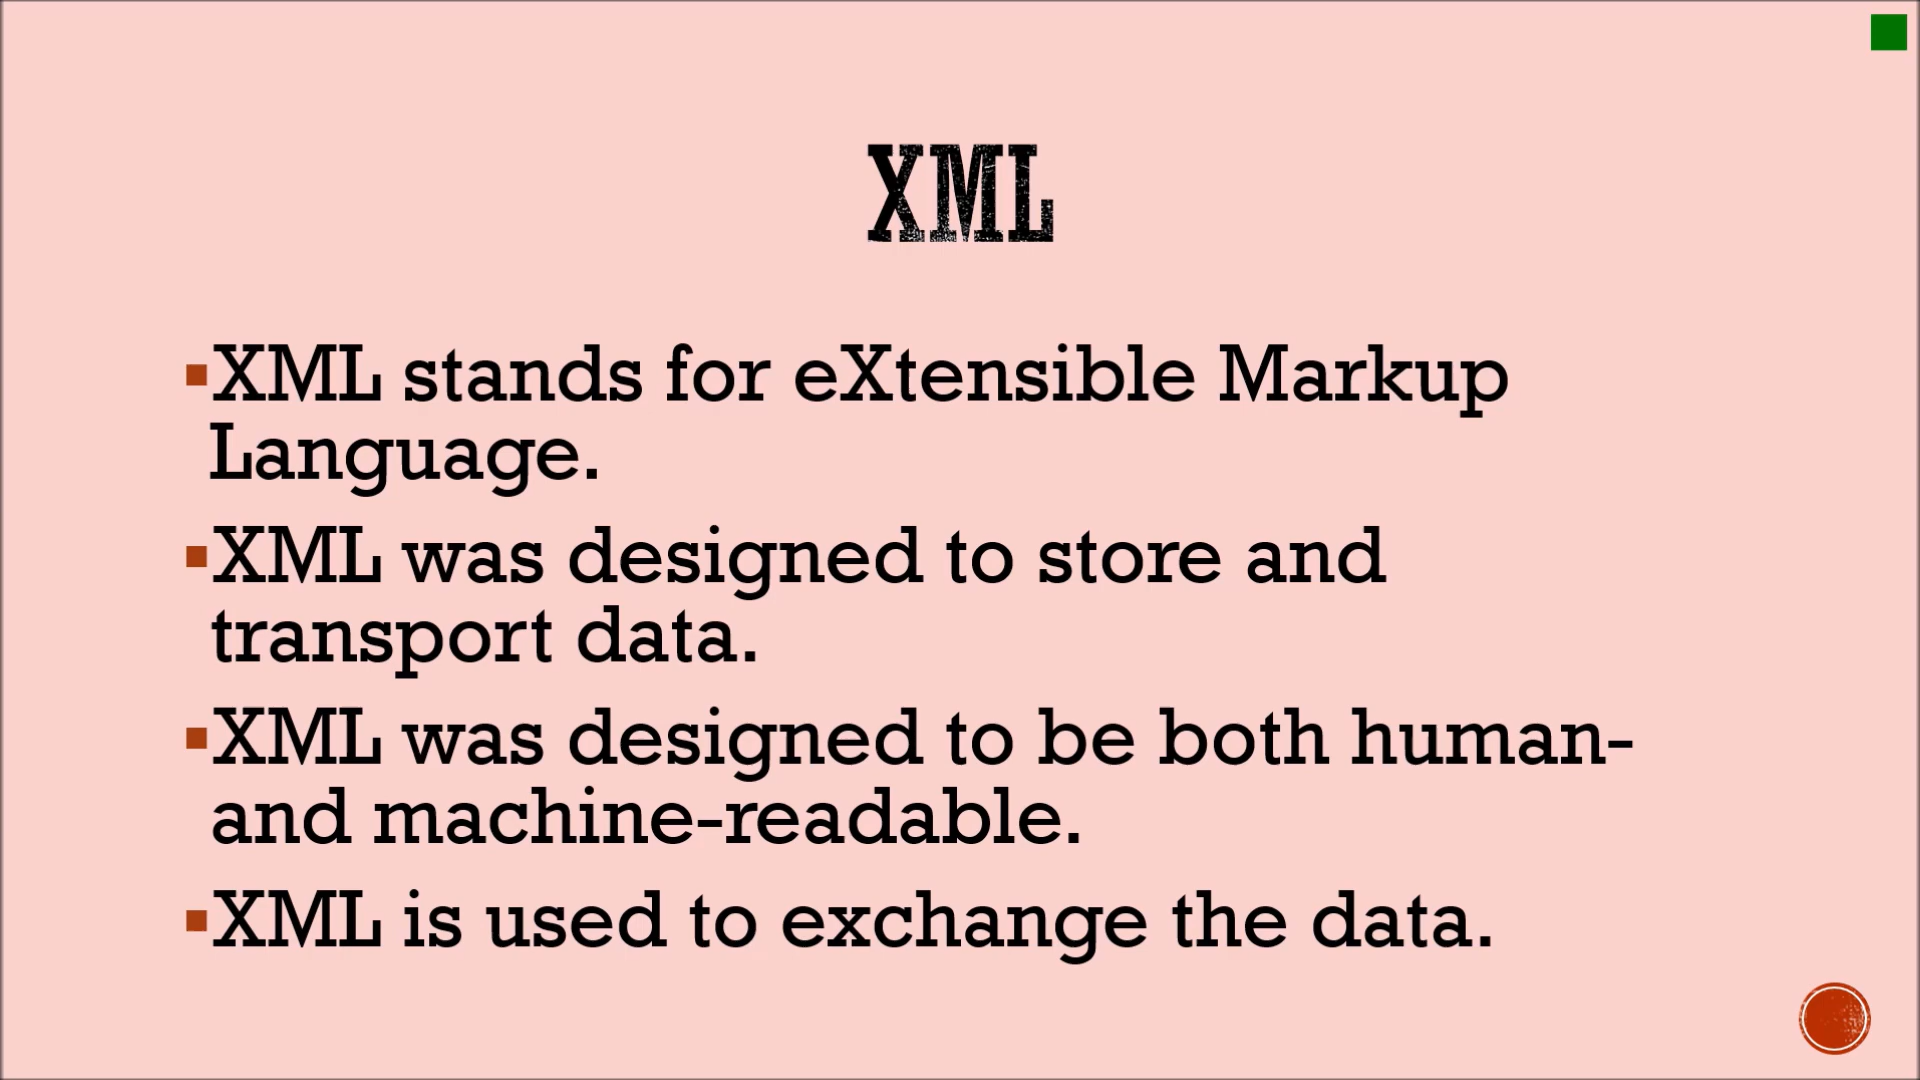 XML
▪XML stands for eXtensible Markup
Language.
▪XML was designed to store and
transport data.
▪XML was designed to be both human-
and machine-readable.
▪XML is used to exchange the data.